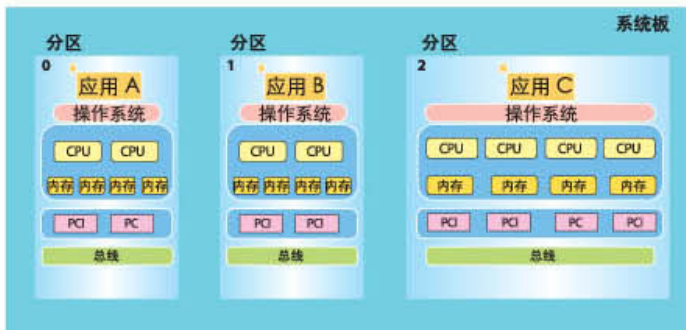 系统板
分区 分区 分区
0 1 2
应用 A 应用 B 应用 C
操作系统 操作系统 操作系统
CPU CPU CPU CPU CPU CPU CPU CPU
内存 内存 内存 内存 内存 内存 内存 内存 内存 内存 内存 内存
PCI PC PCI PCI PCI PCI PC PCI
总线 总线 总线